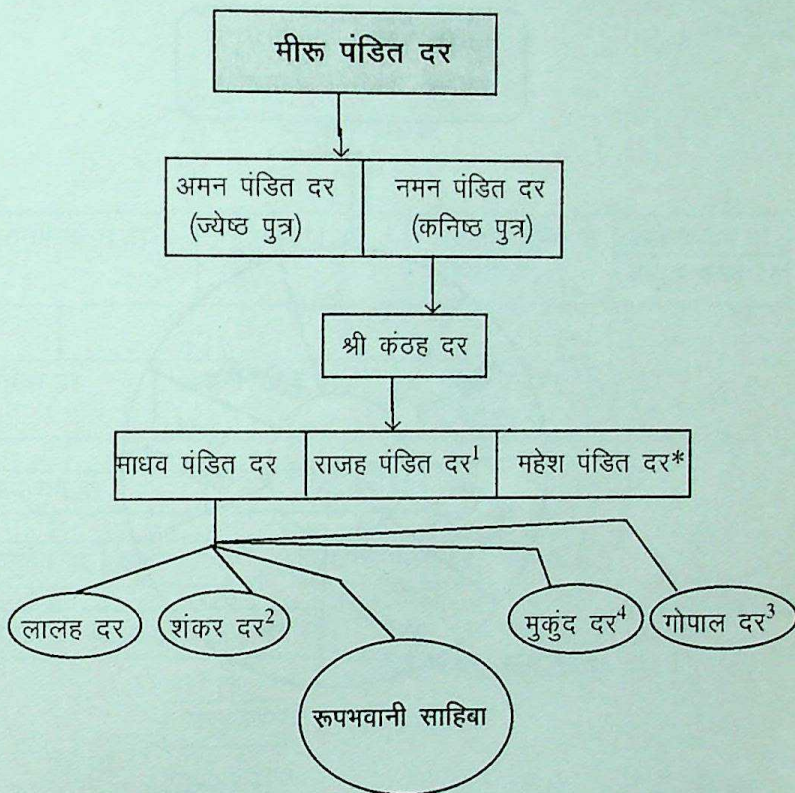 मीरू पंडित दर
अमन पंडित दर
(ज्येष्ठ पुत्र)
नमन पंडित दर
(कनिष्ठ पुत्र)
श्री कंठह दर
माधव पंडित दर
राजह पंडित दर¹
महेश पंडित दर*
लालह दर
शंकर दर²
मुकुंद दर⁴
गोपाल दर³
रूपभवानी साहिबा